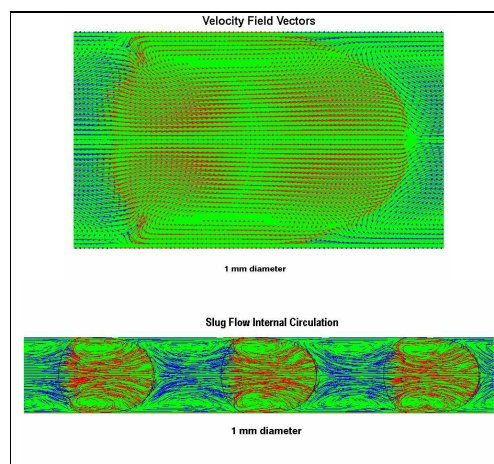 Velocity Field Vectors
1 mm diameter
Slug Flow Internal Circulation
1 mm diameter